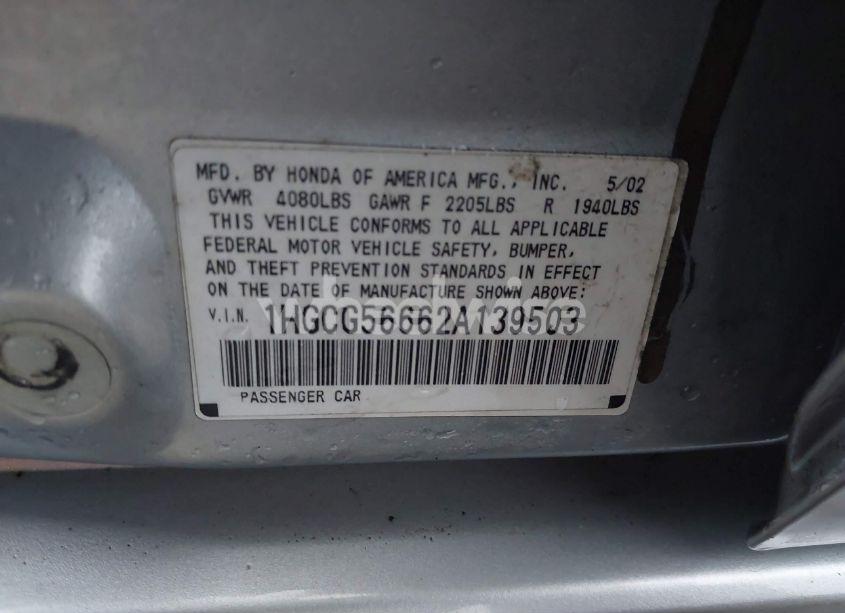 MFD. BY HONDA OF AMERICA MFG., INC. 5/02
GVWR 4080LBS GAWR F 2205LBS R 1940LBS
THIS VEHICLE CONFORMS TO ALL APPLICABLE
FEDERAL MOTOR VEHICLE SAFETY, BUMPER,
AND THEFT PREVENTION STANDARDS IN EFFECT
ON THE DATE OF MANUFACTURE SHOWN ABOVE:
V.I.N. 1HGCG56662A139503
PASSENGER CAR